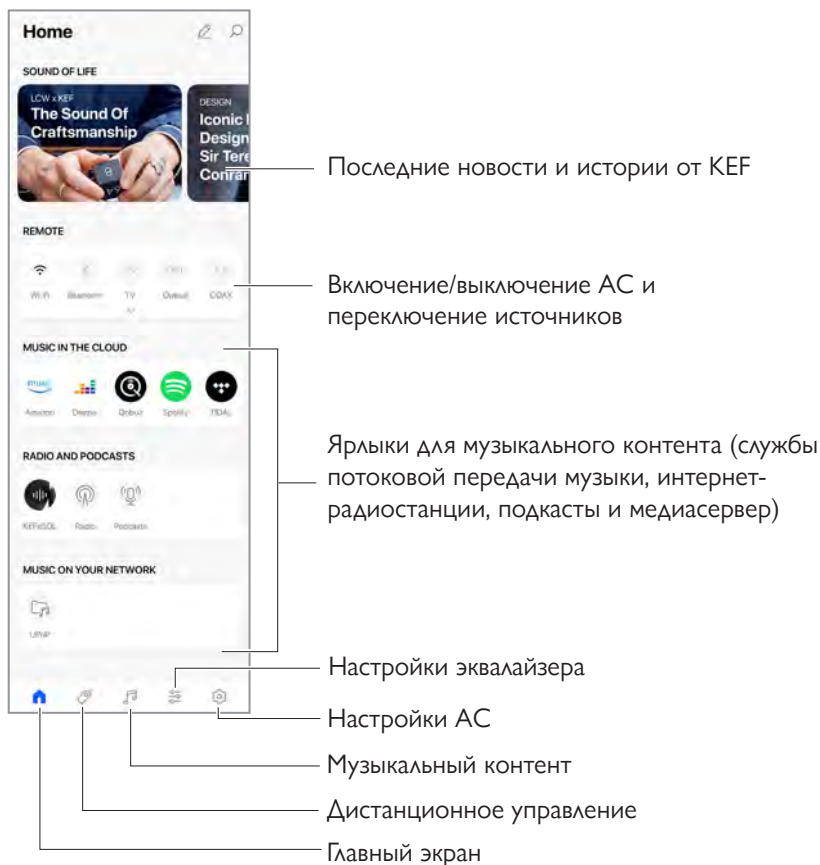 Home
SOUND OF LIFE
LCW x KEF
The Sound Of
Craftsmanship
DESIGN
Iconic
Design
Sir Tere
Conran
Последние новости и истории от KEF
REMOTE
Wi-Fi Bluetooth TV Optical COAX
Включение/выключение АС и
переключение источников
MUSIC IN THE CLOUD
music
Amazon Deezer Qobuz Spotify TIDAL
Ярлыки для музыкального контента (службы
потоковой передачи музыки, интернет-
радиостанции, подкасты и медиасервер)
RADIO AND PODCASTS
KEFxSOL Radio Podcasts
MUSIC ON YOUR NETWORK
UPNP
Настройки эквалайзера
Настройки АС
Музыкальный контент
Дистанционное управление
Главный экран